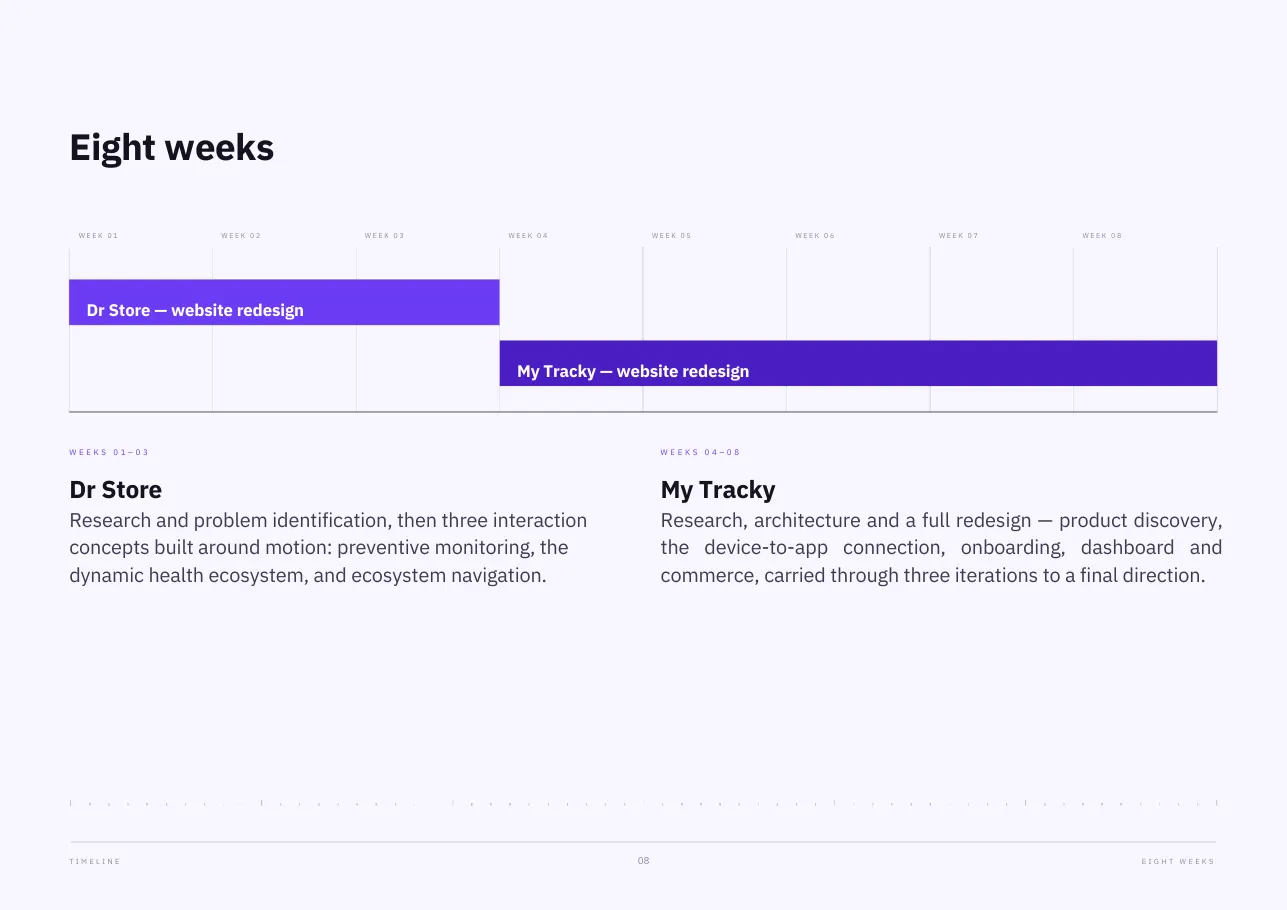 Eight weeks
WEEK 01 WEEK 02 WEEK 03 WEEK 04 WEEK 05 WEEK 06 WEEK 07 WEEK 08
Dr Store — website redesign
My Tracky — website redesign
WEEKS 01–03
Dr Store
Research and problem identification, then three interaction
concepts built around motion: preventive monitoring, the
dynamic health ecosystem, and ecosystem navigation.
WEEKS 04–08
My Tracky
Research, architecture and a full redesign — product discovery,
the device-to-app connection, onboarding, dashboard and
commerce, carried through three iterations to a final direction.
TIMELINE 08 EIGHT WEEKS